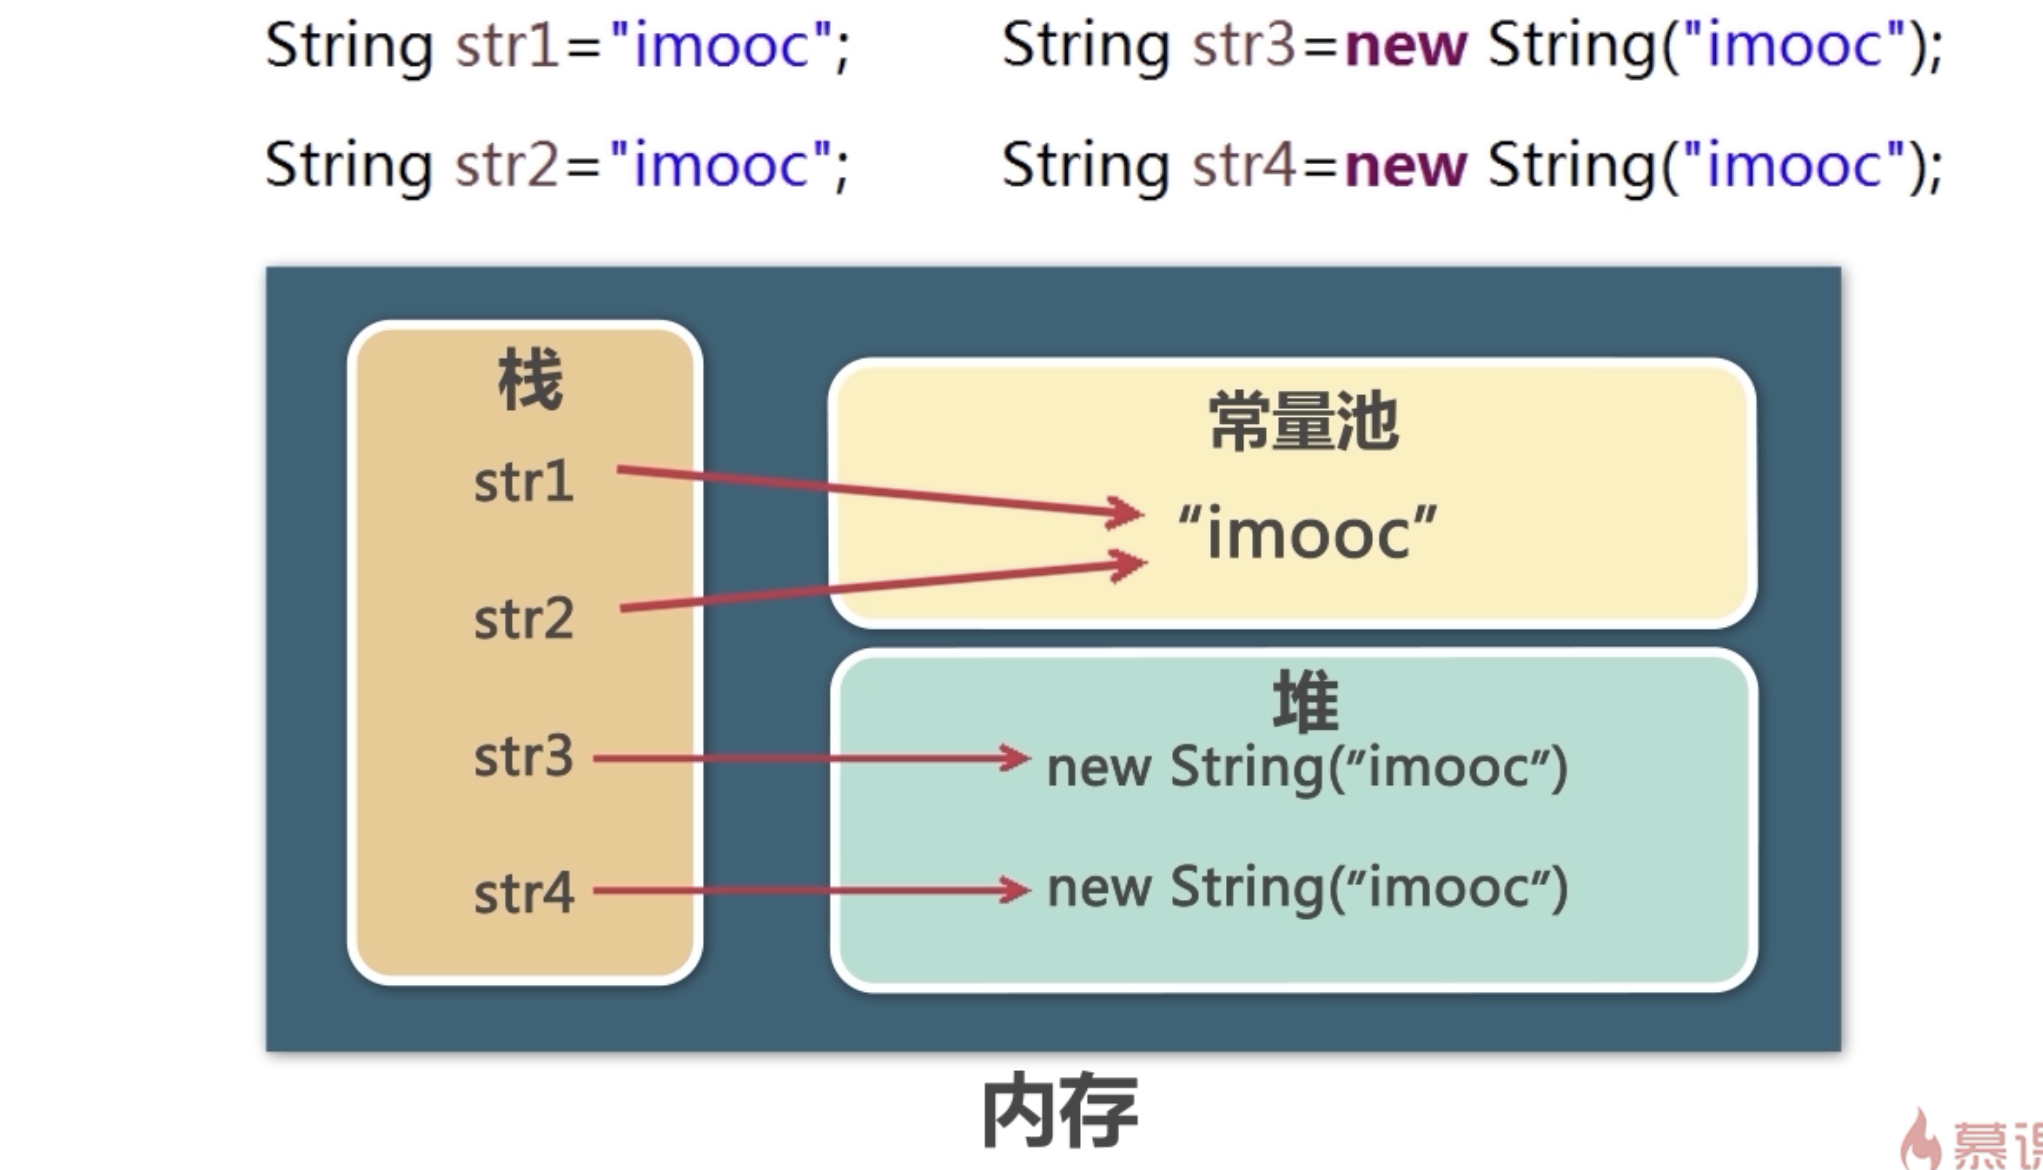 String str1="imooc"; String str3=new String("imooc");
String str2="imooc"; String str4=new String("imooc");
栈
str1
str2
str3
str4
常量池
“imooc”
堆
new String(”imooc”)
new String(”imooc”)
内存
慕